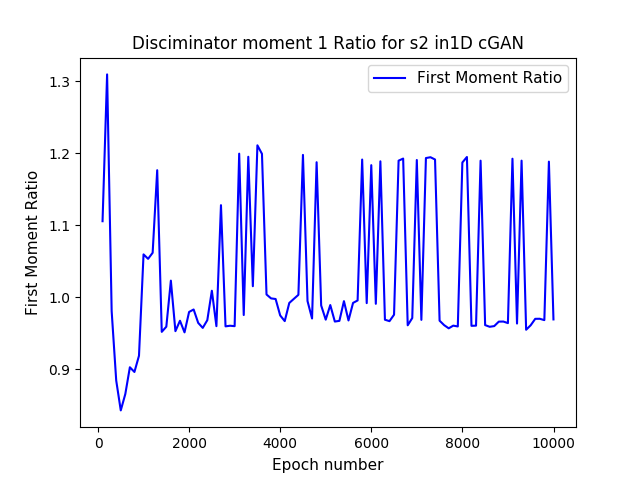 Disciminator moment 1 Ratio for s2 in1D cGAN
First Moment Ratio
First Moment Ratio
1.3
1.2
1.1
1.0
0.9
0
2000
4000
6000
8000
10000
Epoch number